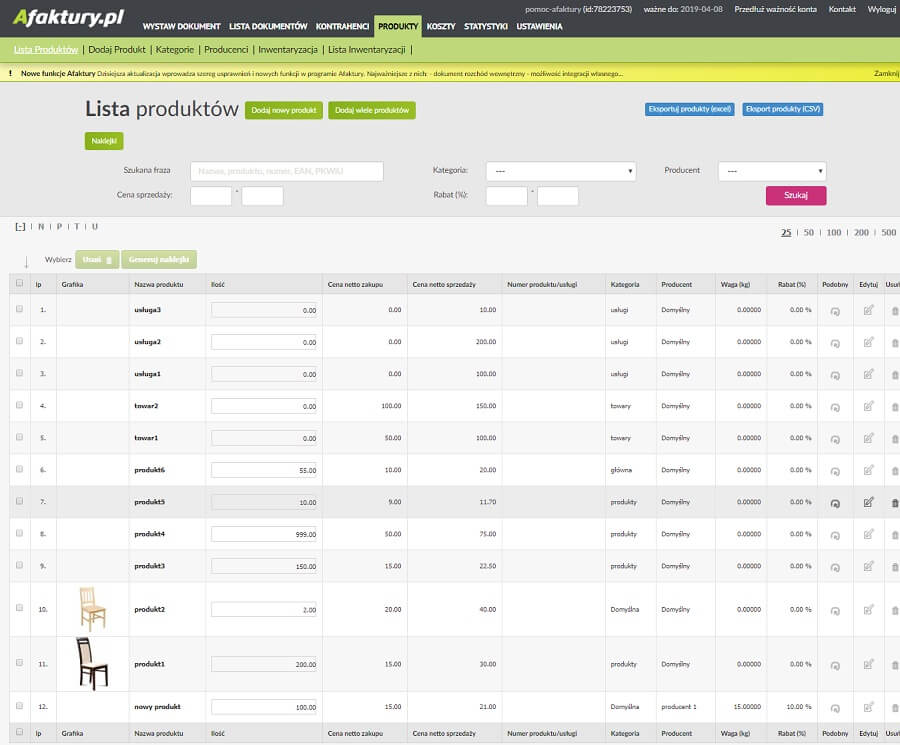 Afaktury.pl
pomoc-afaktury (id:78223753) ważne do: 2019-04-08 Przedłuż ważność konta Kontakt Wyloguj
WYSTAW DOKUMENT LISTA DOKUMENTÓW KONTRAHENCI PRODUKTY KOSZTY STATYSTYKI USTAWIENIA
Lista Produktów | Dodaj Produkt | Kategorie | Producenci | Inwentaryzacja | Lista Inwentaryzacji |
! Nowe funkcje Afaktury Dzisiejsza aktualizacja wprowadza szereg usprawnień i nowych funkcji w programie Afaktury. Najważniejsze z nich: - dokument rozchód wewnętrzny - możliwość integracji własnego... Zamknij
Lista produktów Dodaj nowy produkt Dodaj wiele produktów Eksportuj produkty (excel) Eksport produkty (CSV)
Naklejki
Szukana fraza Nazwa, produktu, numer, EAN, PKWiU Kategoria: --- Producent ---
Cena sprzedaży: - Rabat (%): - Szukaj
[-] | N | P | T | U
25 | 50 | 100 | 200 | 500
Wybierz Usuń Generuj naklejki
lp Grafika Nazwa produktu Ilość Cena netto zakupu Cena netto sprzedaży Numer produktu/usługi Kategoria Producent Waga (kg) Rabat (%) Podobny Edytuj Usuń
1. usługa3 0.00 0.00 10.00 usługi Domyślny 0.00000 0.00 %
2. usługa2 0.00 0.00 200.00 usługi Domyślny 0.00000 0.00 %
3. usługa1 0.00 0.00 100.00 usługi Domyślny 0.00000 0.00 %
4. towar2 0.00 100.00 150.00 towary Domyślny 0.00000 0.00 %
5. towar1 0.00 50.00 100.00 towary Domyślny 0.00000 0.00 %
6. produkt6 55.00 10.00 20.00 główna Domyślny 0.00000 0.00 %
7. produkt5 10.00 9.00 11.70 produkty Domyślny 0.00000 0.00 %
8. produkt4 999.00 50.00 75.00 produkty Domyślny 0.00000 0.00 %
9. produkt3 150.00 15.00 22.50 produkty Domyślny 0.00000 0.00 %
10. produkt2 2.00 20.00 40.00 Domyślna Domyślny 0.00000 0.00 %
11. produkt1 200.00 15.00 30.00 produkty Domyślny 0.00000 0.00 %
12. nowy produkt 100.00 15.00 21.00 Domyślna producent 1 15.00000 10.00 %
lp Grafika Nazwa produktu Ilość Cena netto zakupu Cena netto sprzedaży Numer produktu/usługi Kategoria Producent Waga (kg) Rabat (%) Podobny Edytuj Usuń